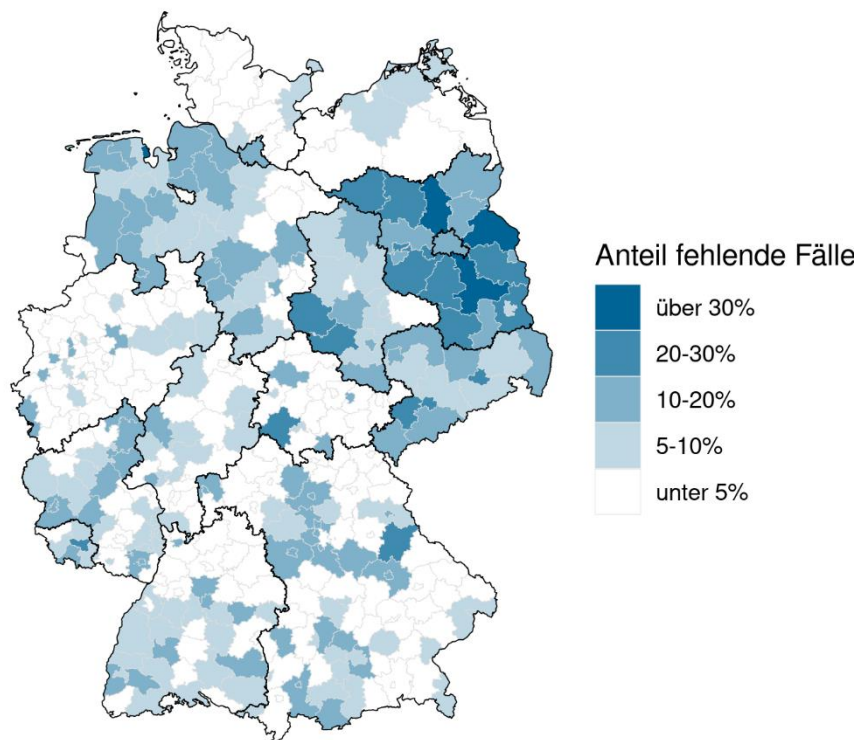 Anteil fehlende Fälle
über 30%
20-30%
10-20%
5-10%
unter 5%